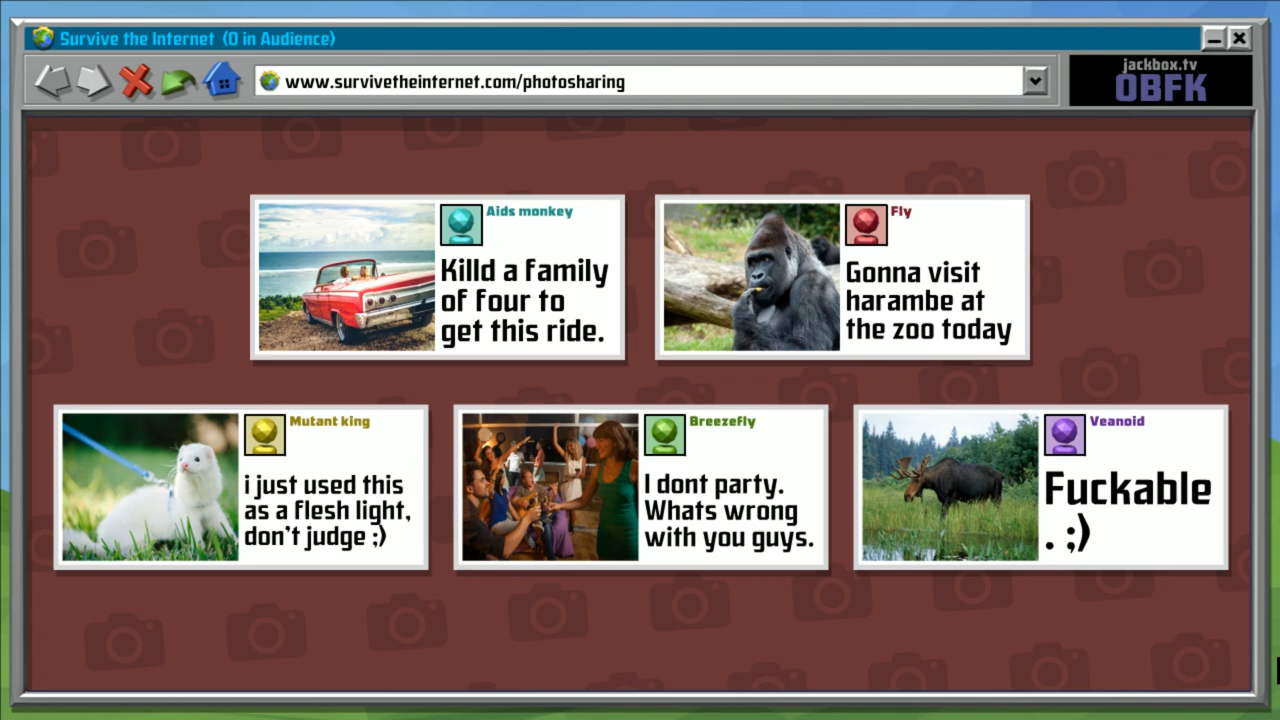 Survive the Internet (0 in Audience)
www.survivetheinternet.com/photosharing
jackbox.tv
OBFK
Aids monkey
Killd a family
of four to
get this ride.
Fly
Gonna visit
harambe at
the zoo today
Mutant king
i just used this
as a flesh light,
don't judge ;)
Breezefly
I dont party.
Whats wrong
with you guys.
Veanoid
Fuckable
. ;)